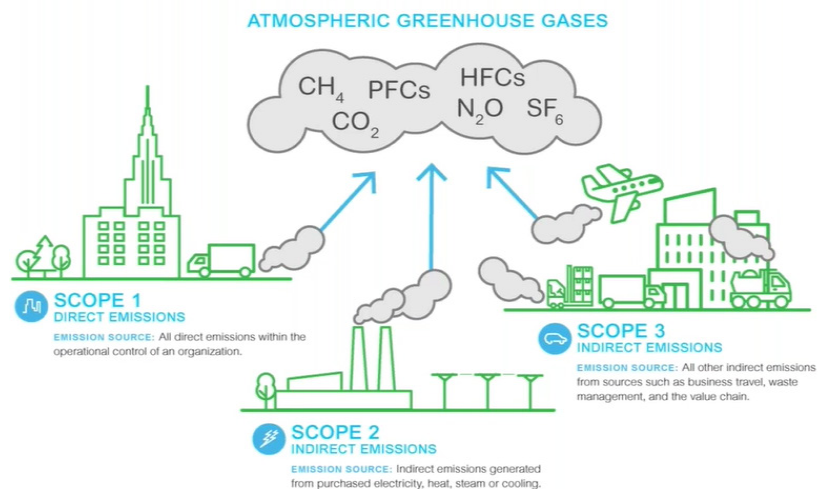 ATMOSPHERIC GREENHOUSE GASES
CH₄ PFCs HFCs
CO₂ N₂O SF₆
SCOPE 1
DIRECT EMISSIONS
EMISSION SOURCE: All direct emissions within the
operational control of an organization.
SCOPE 2
INDIRECT EMISSIONS
EMISSION SOURCE: Indirect emissions generated
from purchased electricity, heat, steam or cooling.
SCOPE 3
INDIRECT EMISSIONS
EMISSION SOURCE: All other indirect emissions
from sources such as business travel, waste
management, and the value chain.